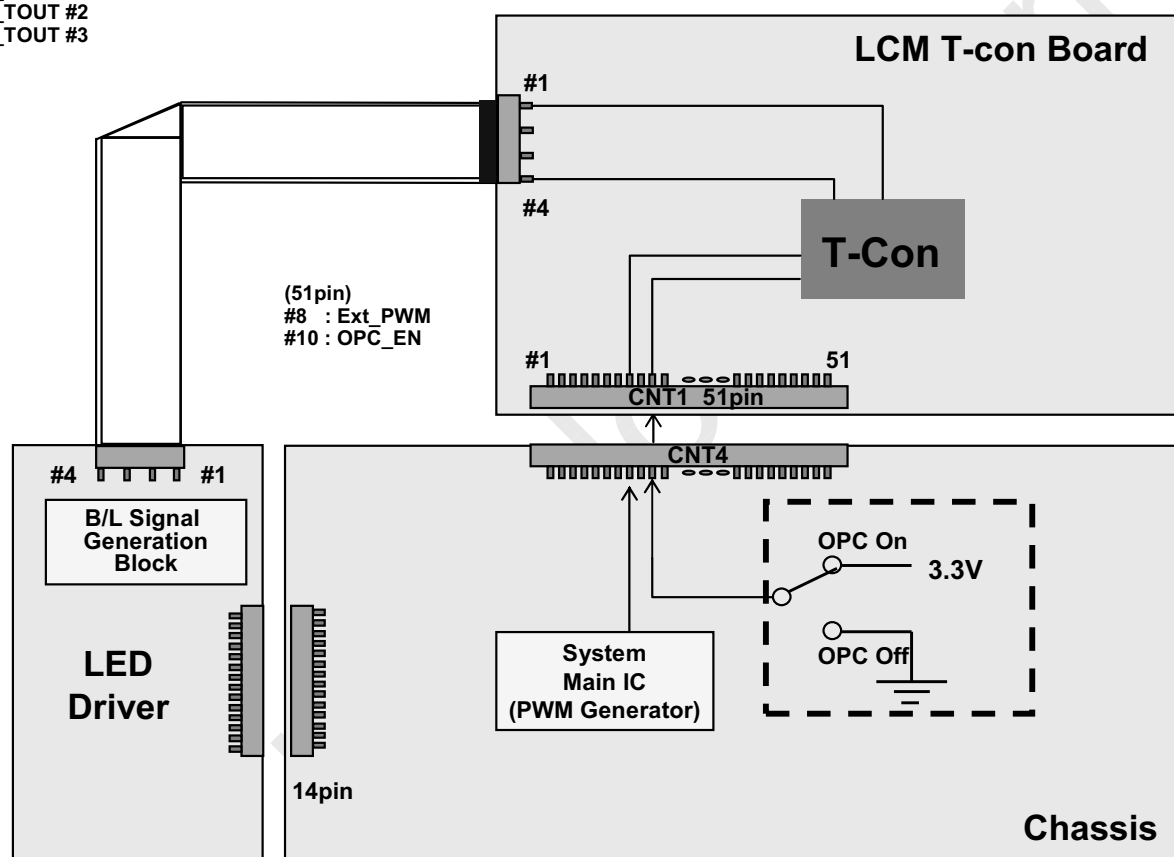 _TOUT #2
_TOUT #3
LCM T-con Board
#1
#4
T-Con
(51pin)
#8 : Ext_PWM
#10 : OPC_EN
#1
51
CNT1 51pin
CNT4
#4
#1
B/L Signal
Generation
Block
OPC On
3.3V
OPC Off
System
Main IC
(PWM Generator)
LED
Driver
14pin
Chassis